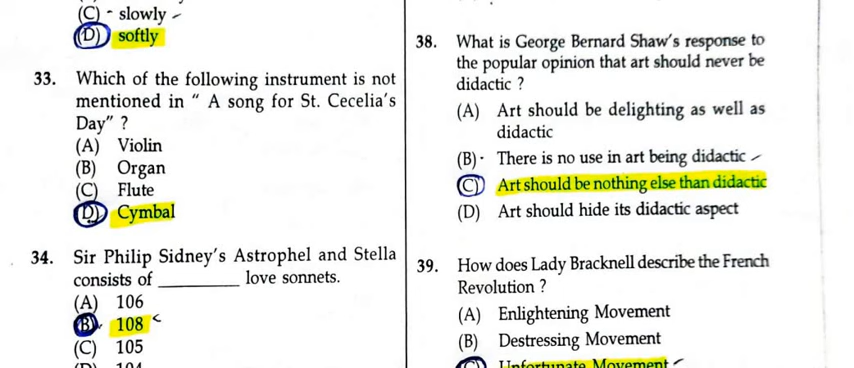 (C) - slowly
(D) softly
33. Which of the following instrument is not
mentioned in " A song for St. Cecelia's
Day" ?
(A) Violin
(B) Organ
(C) Flute
(D) Cymbal
34. Sir Philip Sidney's Astrophel and Stella
consists of ________ love sonnets.
(A) 106
(B) 108
(C) 105
(D) 104
38. What is George Bernard Shaw's response to
the popular opinion that art should never be
didactic ?
(A) Art should be delighting as well as
didactic
(B) There is no use in art being didactic
(C) Art should be nothing else than didactic
(D) Art should hide its didactic aspect
39. How does Lady Bracknell describe the French
Revolution ?
(A) Enlightening Movement
(B) Destressing Movement
(C) Unfortunate Movement